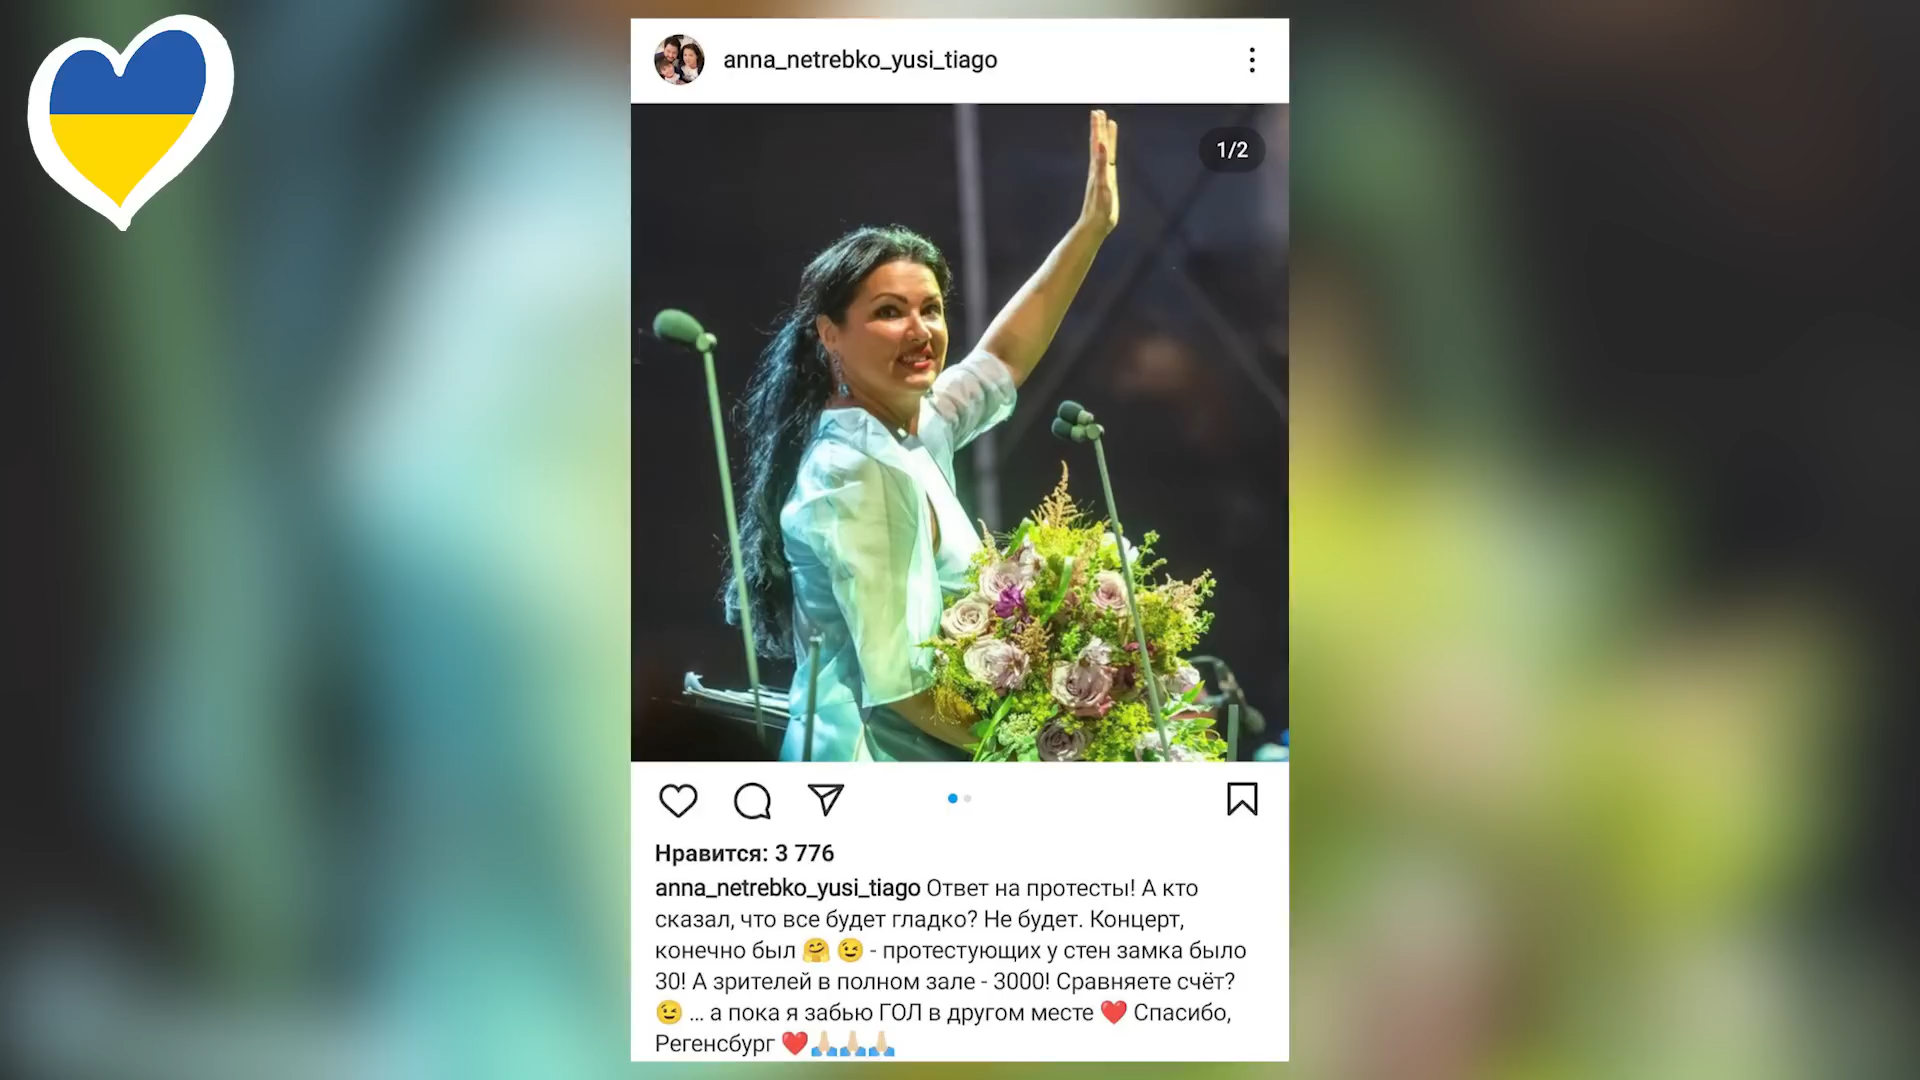 anna_netrebko_yusi_tiago
1/2
Нравится: 3 776
anna_netrebko_yusi_tiago Ответ на протесты! А кто
сказал, что все будет гладко? Не будет. Концерт,
конечно был 🤗 😉 - протестующих у стен замка было
30! А зрителей в полном зале - 3000! Сравняете счёт?
😉 ... а пока я забью ГОЛ в другом месте ❤️ Спасибо,
Регенсбург ❤️🙏🏻🙏🏻🙏🏻